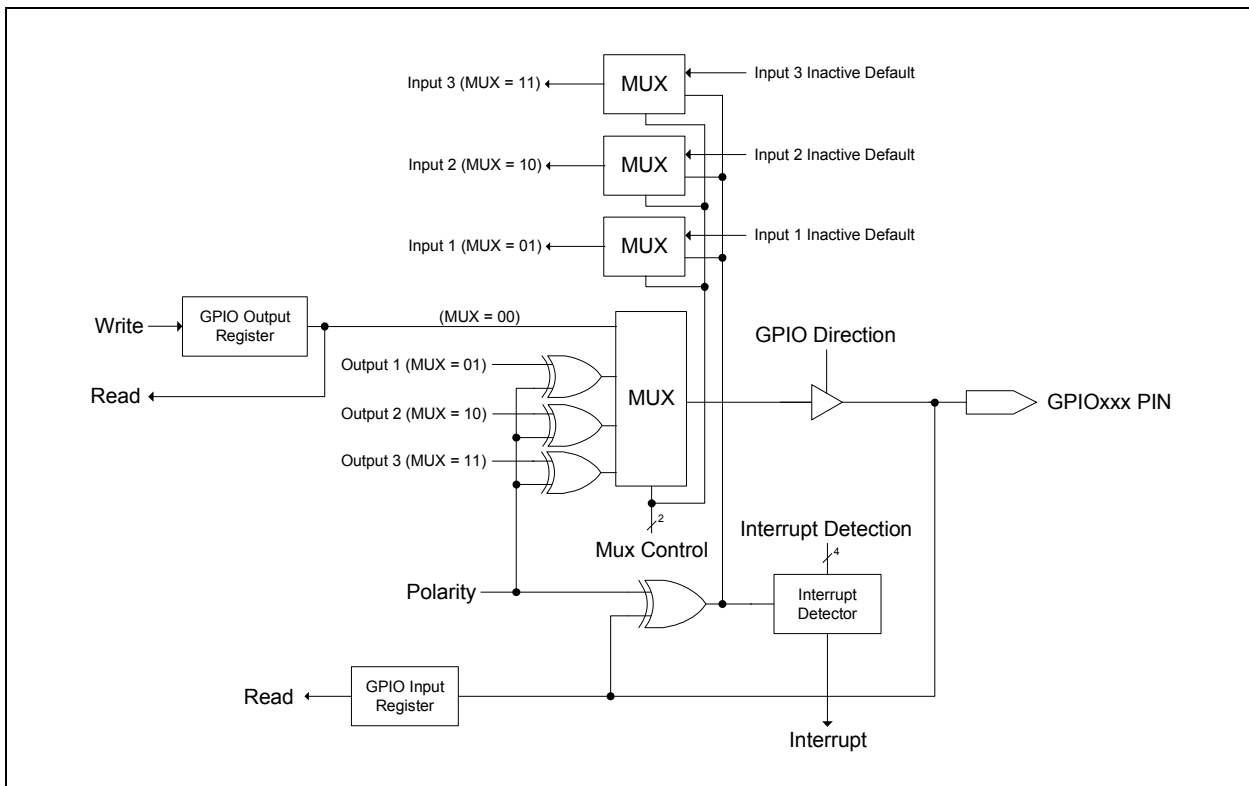 Input 3 (MUX = 11)
MUX
Input 3 Inactive Default
Input 2 (MUX = 10)
MUX
Input 2 Inactive Default
Input 1 (MUX = 01)
MUX
Input 1 Inactive Default
Write
GPIO Output
Register
(MUX = 00)
GPIO Direction
Output 1 (MUX = 01)
Read
MUX
GPIOxxx PIN
Output 2 (MUX = 10)
Output 3 (MUX = 11)
2
Mux Control
Interrupt Detection
4
Polarity
Interrupt
Detector
Read
GPIO Input
Register
Interrupt